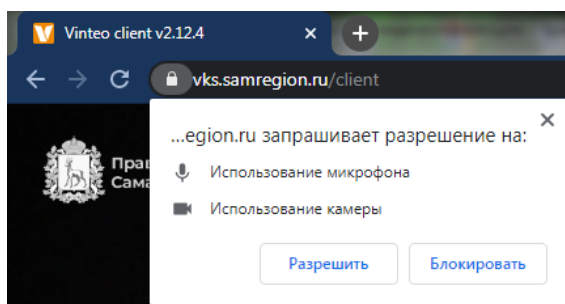 Vinteo client v2.12.4
vks.samregion.ru/client
...egion.ru запрашивает разрешение на:
Использование микрофона
Использование камеры
Разрешить
Блокировать